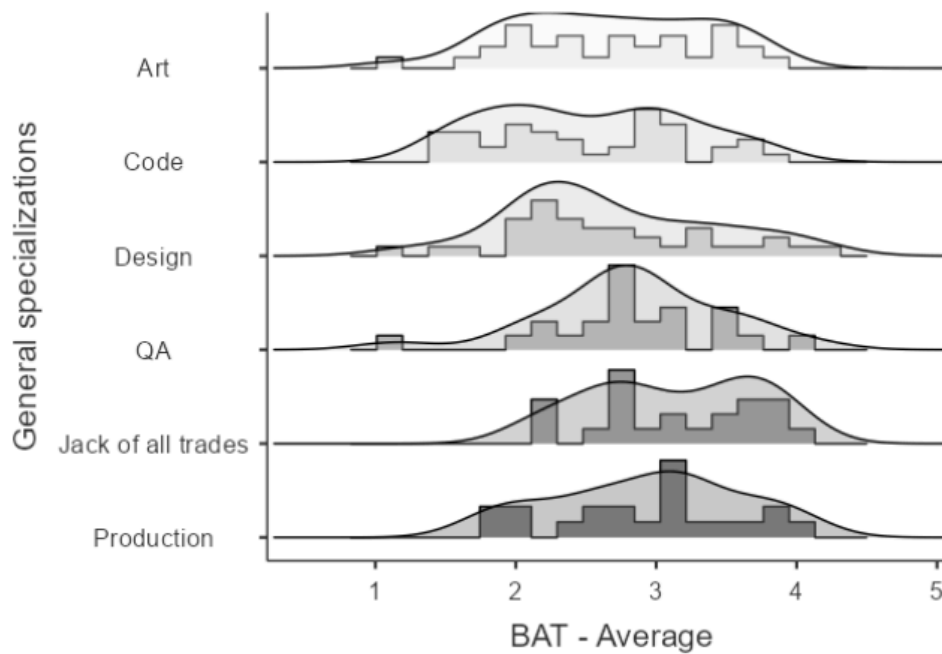 General specializations
Art
Code
Design
QA
Jack of all trades
Production
1 2 3 4 5
BAT - Average